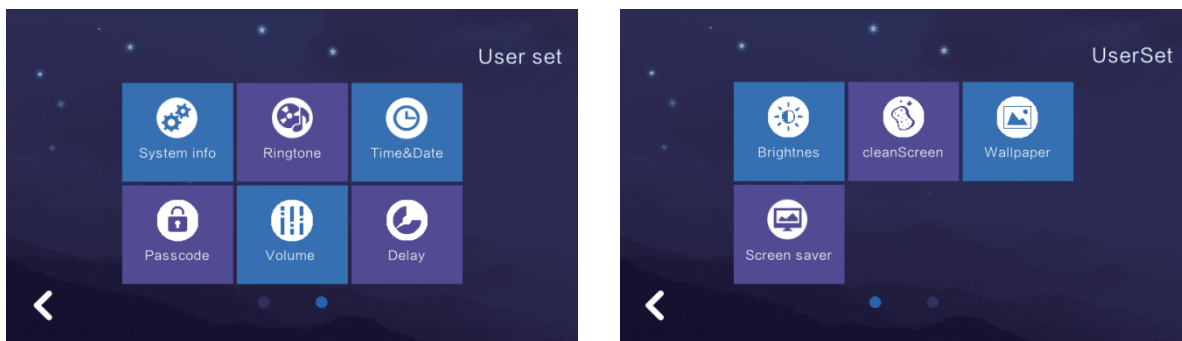 User set
System info
Ringtone
Time&Date
Passcode
Volume
Delay
UserSet
Brightnes
cleanScreen
Wallpaper
Screen saver